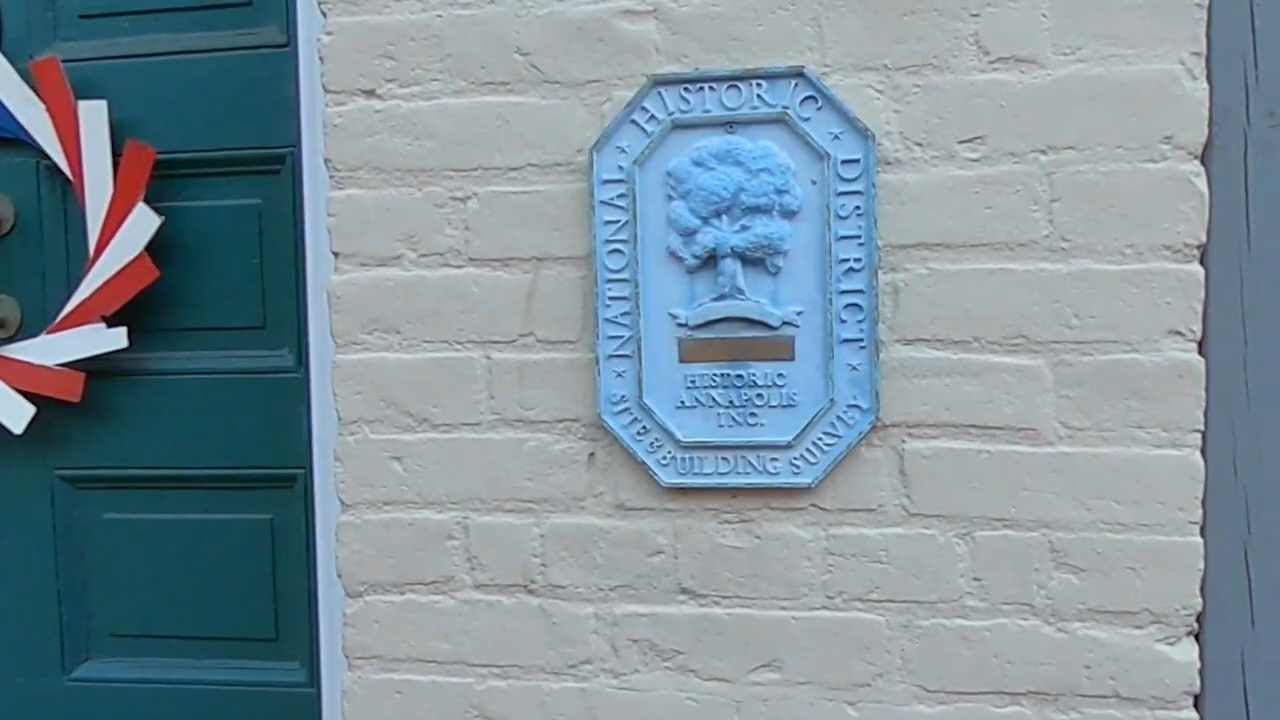 NATIONAL HISTORIC DISTRICT
SITE & BUILDING SURVEY
HISTORIC
ANNAPOLIS
INC.